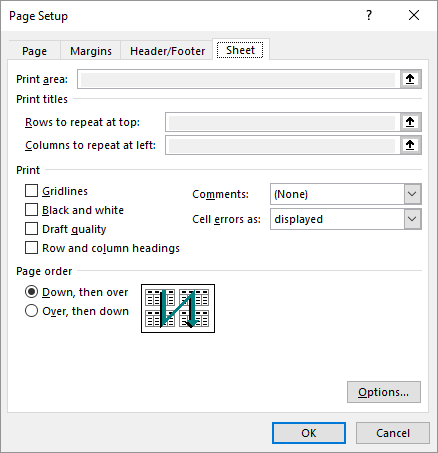 Page Setup
Page Margins Header/Footer Sheet
Print area:
Print titles
Rows to repeat at top:
Columns to repeat at left:
Print
Gridlines Comments: (None)
Black and white Cell errors as: displayed
Draft quality
Row and column headings
Page order
Down, then over
Over, then down
Options...
OK Cancel